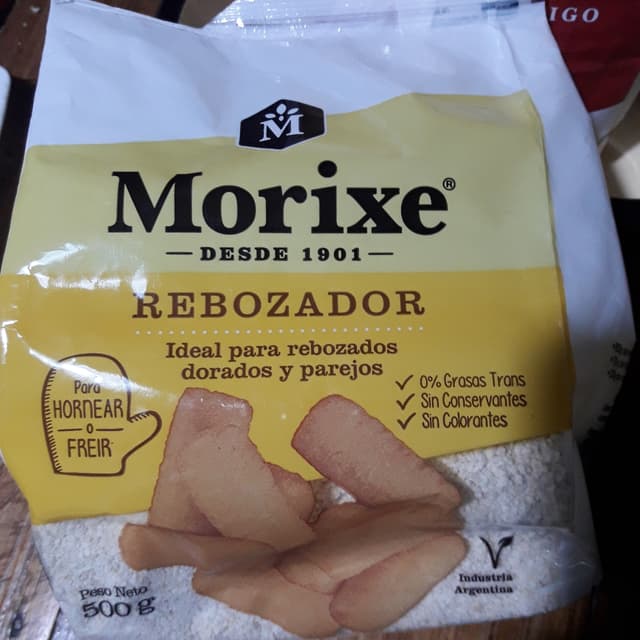 IGO
M
Morixe®
— DESDE 1901 —
REBOZADOR
Ideal para rebozados
dorados y parejos
Para
HORNEAR
o
FREIR
✓ 0% Grasas Trans
✓ Sin Conservantes
✓ Sin Colorantes
Peso Neto
500 g
Industria
Argentina